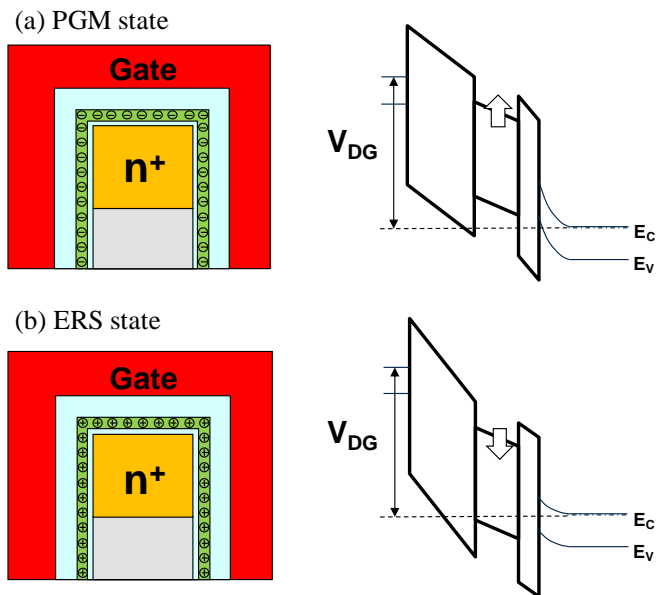 (a) PGM state
Gate
n+
VDG
EC
EV
(b) ERS state
Gate
n+
VDG
EC
EV